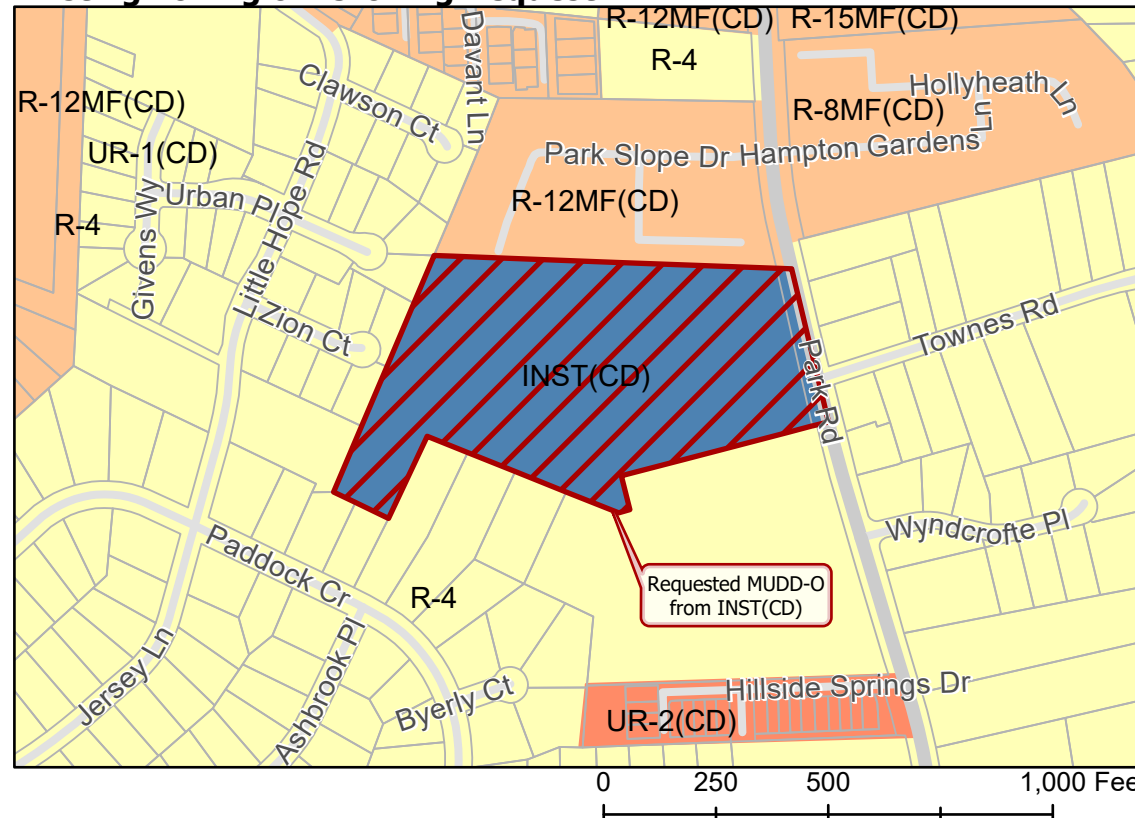 R-12MF(CD)
R-15MF(CD)
R-4
Davant Ln
Clawson Ct
Hollyheath Ln
R-12MF(CD)
R-8MF(CD)
Ln
UR-1(CD)
Park Slope Dr
Hampton Gardens
Urban Pl
R-12MF(CD)
R-4
Givens Wy
Little Hope Rd
Zion Ct
Townes Rd
INST(CD)
Park Rd
Wyndcrofte Pl
Paddock Cr
Requested MUDD-O
from INST(CD)
R-4
Jersey Ln
Ashbrook Pl
Byerly Ct
Hillside Springs Dr
UR-2(CD)
0 250 500 1,000 Fee